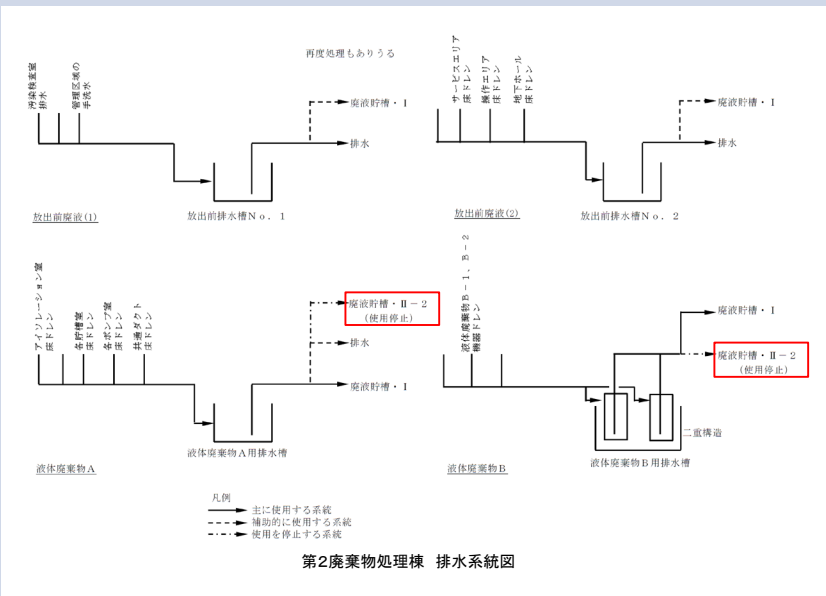 再度処理もありうる
汚染検査室
排水
管理区域の
手洗水
廃液貯槽・Ⅰ
排水
放出前廃液(1)
放出前排水槽No．1
サービスエリア
床ドレン
操作エリア
床ドレン
地下ホール
床ドレン
廃液貯槽・Ⅰ
排水
放出前廃液(2)
放出前排水槽No．2
アイソレーション室
床ドレン
各貯槽室
床ドレン
各ポンプ室
床ドレン
共通ダクト
床ドレン
廃液貯槽・Ⅱ－2
(使用停止)
排水
廃液貯槽・Ⅰ
液体廃棄物A用排水槽
液体廃棄物A
液体廃棄物B－1、B－2
機器ドレン
廃液貯槽・Ⅰ
廃液貯槽・Ⅱ－2
(使用停止)
二重構造
液体廃棄物B用排水槽
液体廃棄物B
凡例
主に使用する系統
補助的に使用する系統
使用を停止する系統
第2廃棄物処理棟 排水系統図